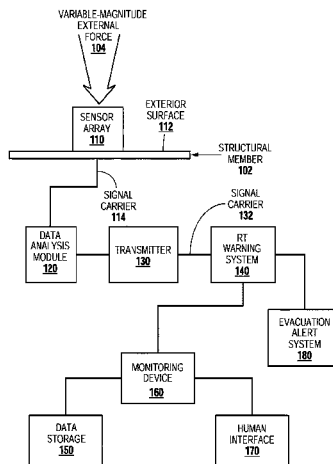 VARIABLE-MAGNITUDE
EXTERNAL
FORCE
104
SENSOR
ARRAY
110
EXTERIOR
SURFACE
112
STRUCTURAL
MEMBER
102
SIGNAL
CARRIER
114
SIGNAL
CARRIER
132
DATA
ANALYSIS
MODULE
120
TRANSMITTER
130
RT
WARNING
SYSTEM
140
EVACUATION
ALERT
SYSTEM
180
MONITORING
DEVICE
160
DATA
STORAGE
150
HUMAN
INTERFACE
170